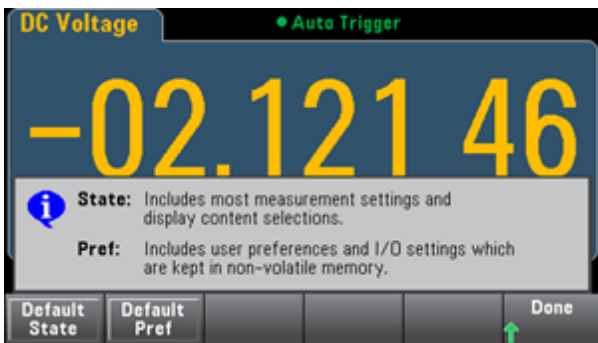 DC Voltage
Auto Trigger
-02.121 46
State: Includes most measurement settings and
display content selections.
Pref: Includes user preferences and I/O settings which
are kept in non-volatile memory.
Default State
Default Pref
Done